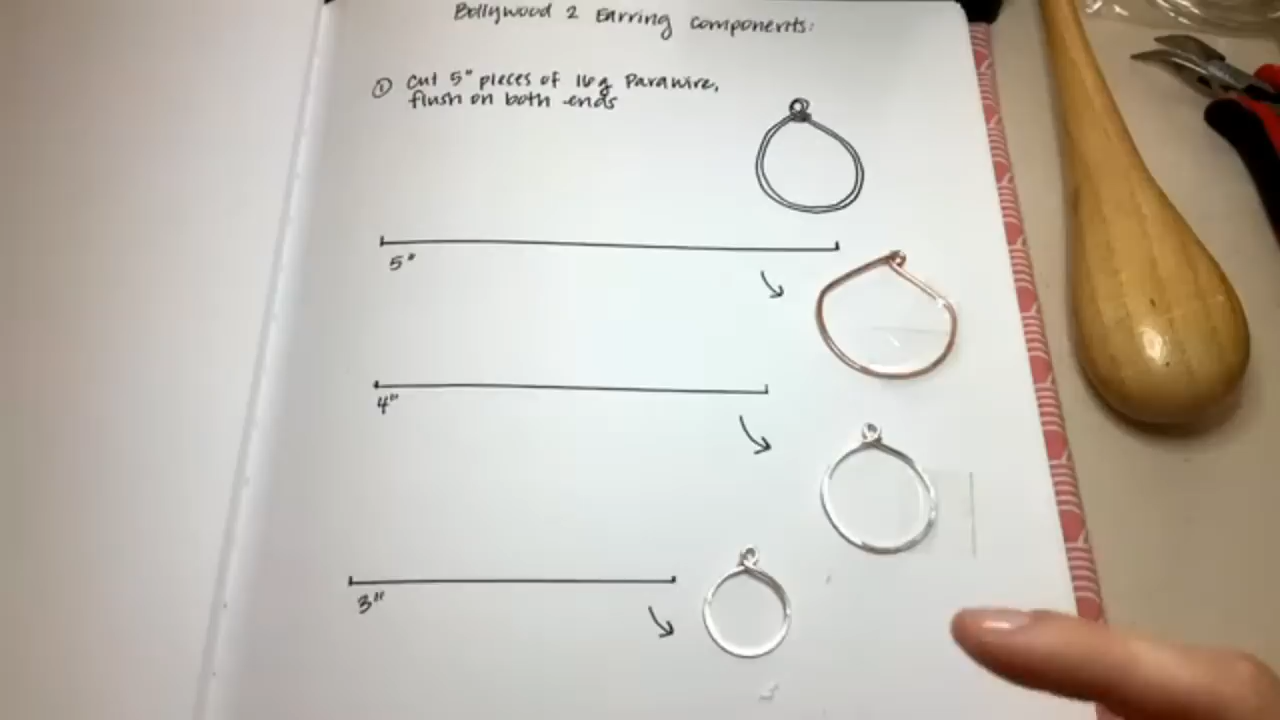 Bollywood 2 Earring Components:
① Cut 5" pieces of 16g Parawire,
flush on both ends
5"
4"
3"